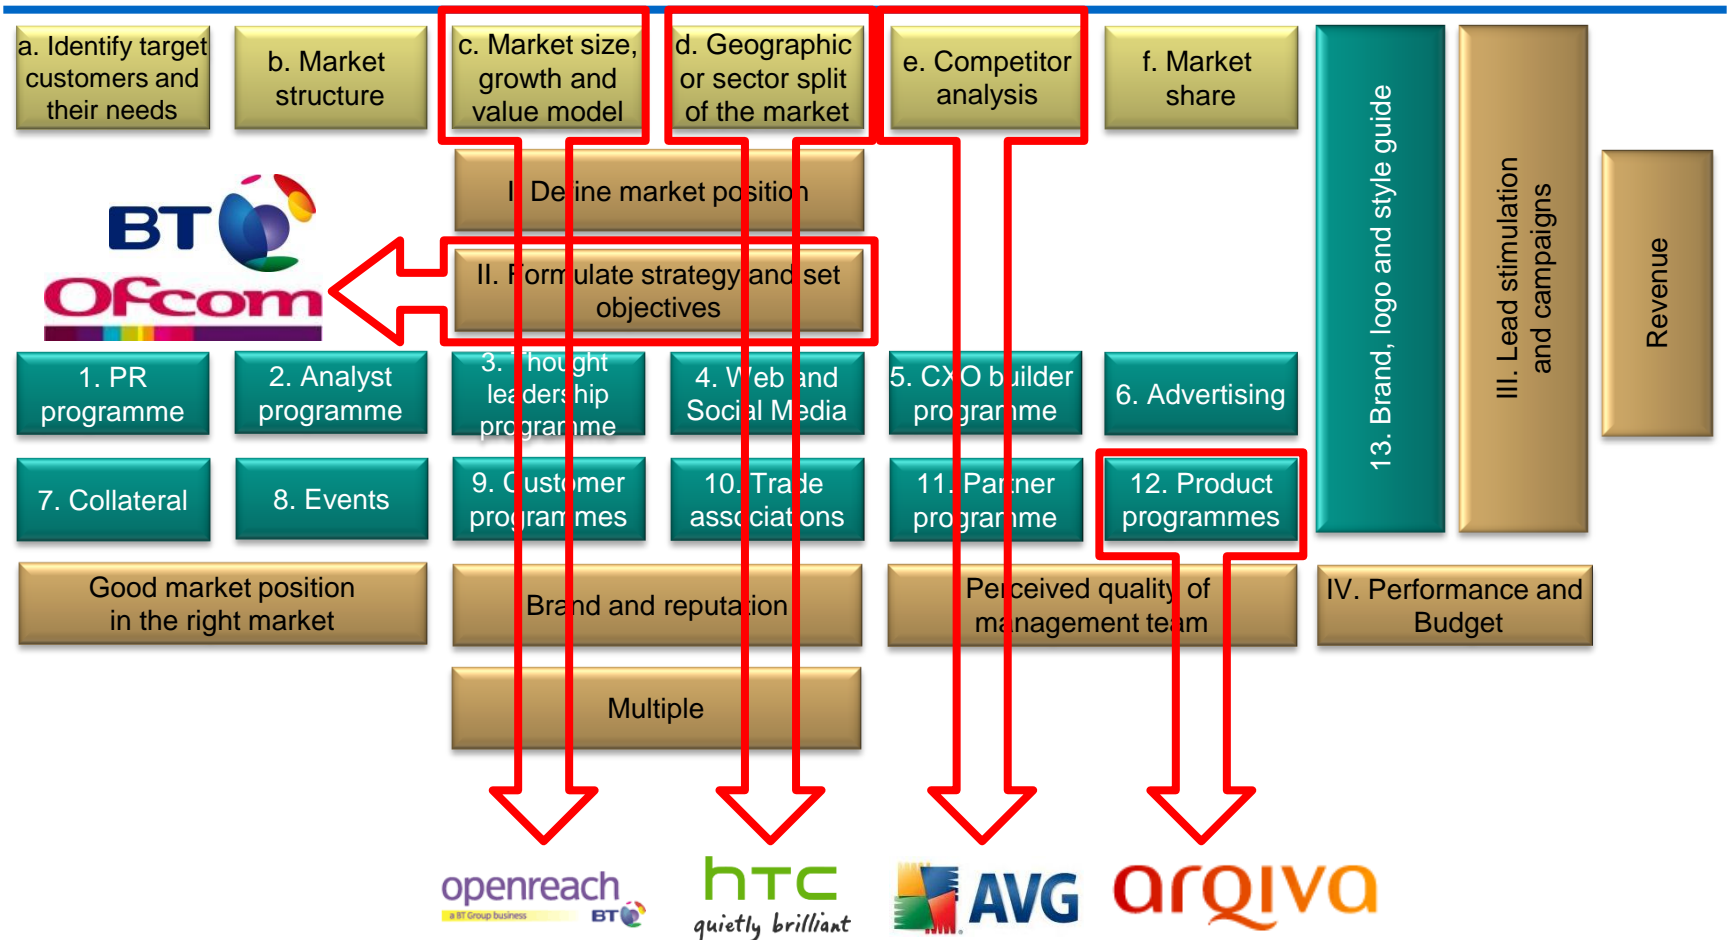 a. Identify target
customers and
their needs
b. Market
structure
c. Market size,
growth and
value model
d. Geographic
or sector split
of the market
e. Competitor
analysis
f. Market
share
13. Brand, logo and style guide
III. Lead stimulation
and campaigns
Revenue
I. Define market position
BT
Ofcom
II. Formulate strategy and set
objectives
1. PR
programme
2. Analyst
programme
3. Thought
leadership
programme
4. Web and
Social Media
5. CXO builder
programme
6. Advertising
7. Collateral
8. Events
9. Customer
programmes
10. Trade
associations
11. Partner
programme
12. Product
programmes
Good market position
in the right market
Brand and reputation
Perceived quality of
management team
IV. Performance and
Budget
Multiple
openreach
a BT Group business
BT
hTC
quietly brilliant
AVG
arqiva